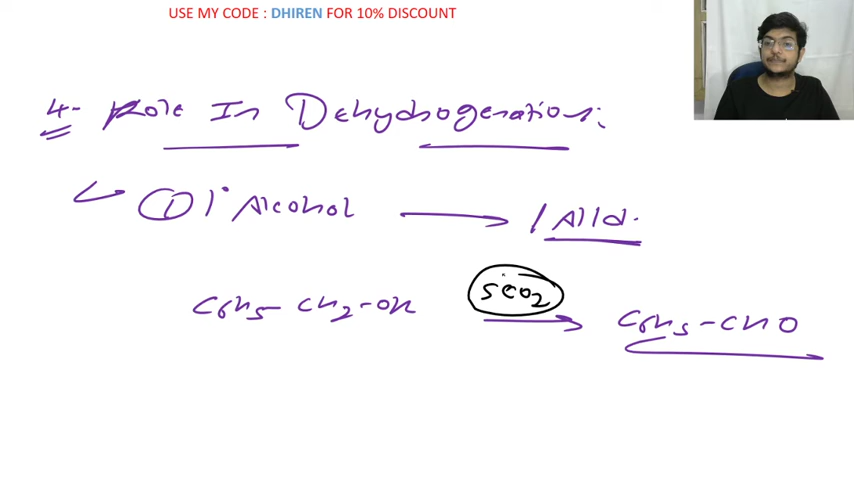 USE MY CODE : DHIREN FOR 10% DISCOUNT
4- Role In Dehydrogenation:
① 1° Alcohol → Ald.
C6H5-CH2-OH SeO2 → C6H5-CHO